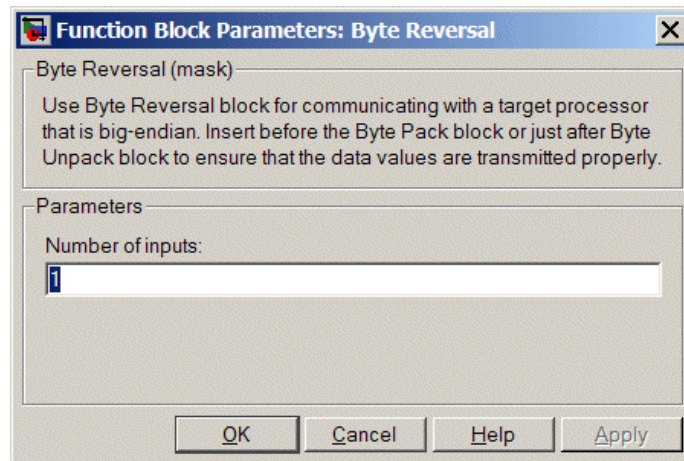 Function Block Parameters: Byte Reversal
Byte Reversal (mask)
Use Byte Reversal block for communicating with a target processor
that is big-endian. Insert before the Byte Pack block or just after Byte
Unpack block to ensure that the data values are transmitted properly.
Parameters
Number of inputs:
1
OK Cancel Help Apply